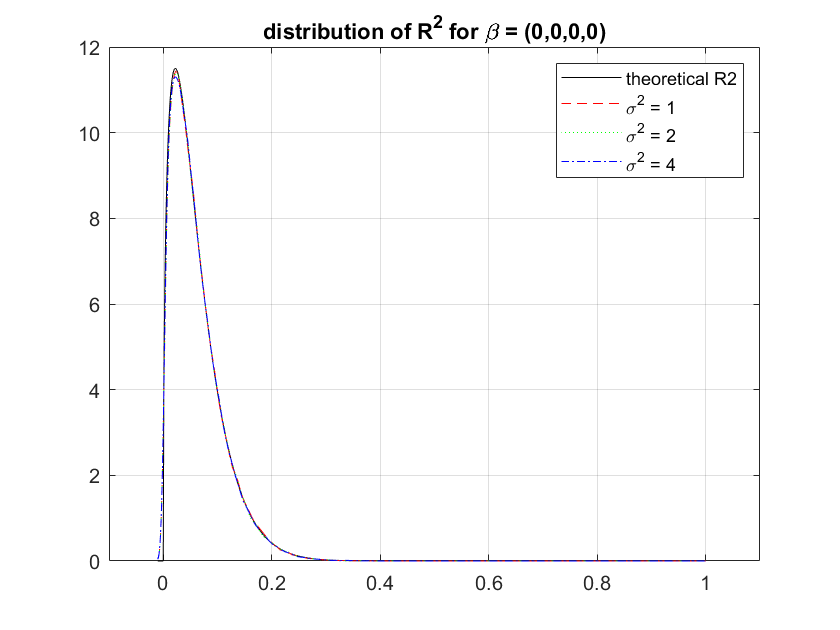 distribution of R² for β = (0,0,0,0)
12
10
8
6
4
2
0
0 0.2 0.4 0.6 0.8 1
theoretical R2
σ² = 1
σ² = 2
σ² = 4